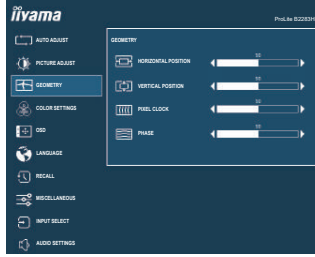 iiyama
ProLite B2283H
AUTO ADJUST
PICTURE ADJUST
GEOMETRY
COLOR SETTINGS
OSD
LANGUAGE
RECALL
MISCELLANEOUS
INPUT SELECT
AUDIO SETTINGS
GEOMETRY
HORIZONTAL POSITION
VERTICAL POSITION
PIXEL CLOCK
PHASE